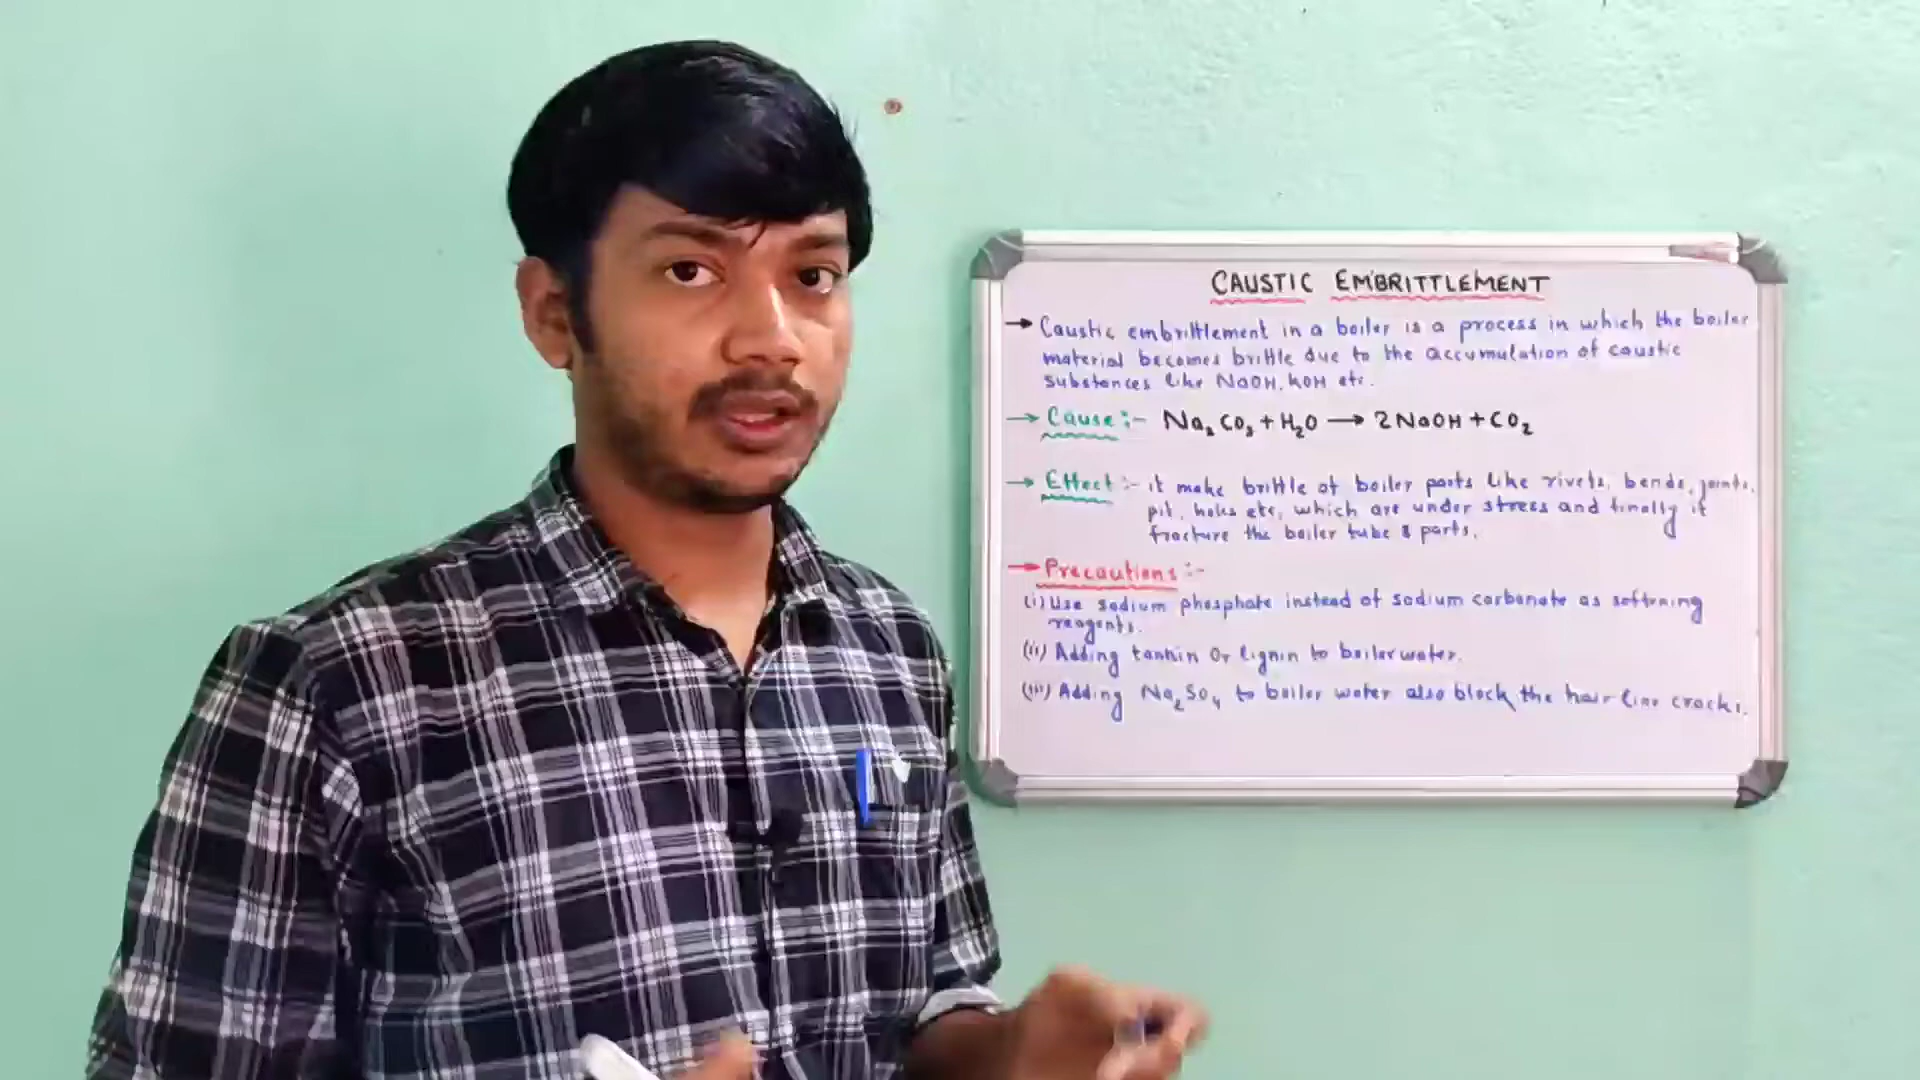 CAUSTIC EMBRITTLEMENT
→ Caustic embrittlement in a boiler is a process in which the boiler
material becomes brittle due to the accumulation of caustic
substances like NaOH, KOH etc.
→ Cause :- Na₂CO₃ + H₂O → 2NaOH + CO₂
→ Effect :- it make brittle of boiler parts like rivets, bends, joints,
pit, holes etc, which are under stress and finally it
fracture the boiler tube & parts.
→ Precautions :-
(i) Use sodium phosphate instead of sodium carbonate as softening
reagents.
(ii) Adding tannin or lignin to boiler water.
(iii) Adding Na₂SO₄ to boiler water also block the hair line cracks.